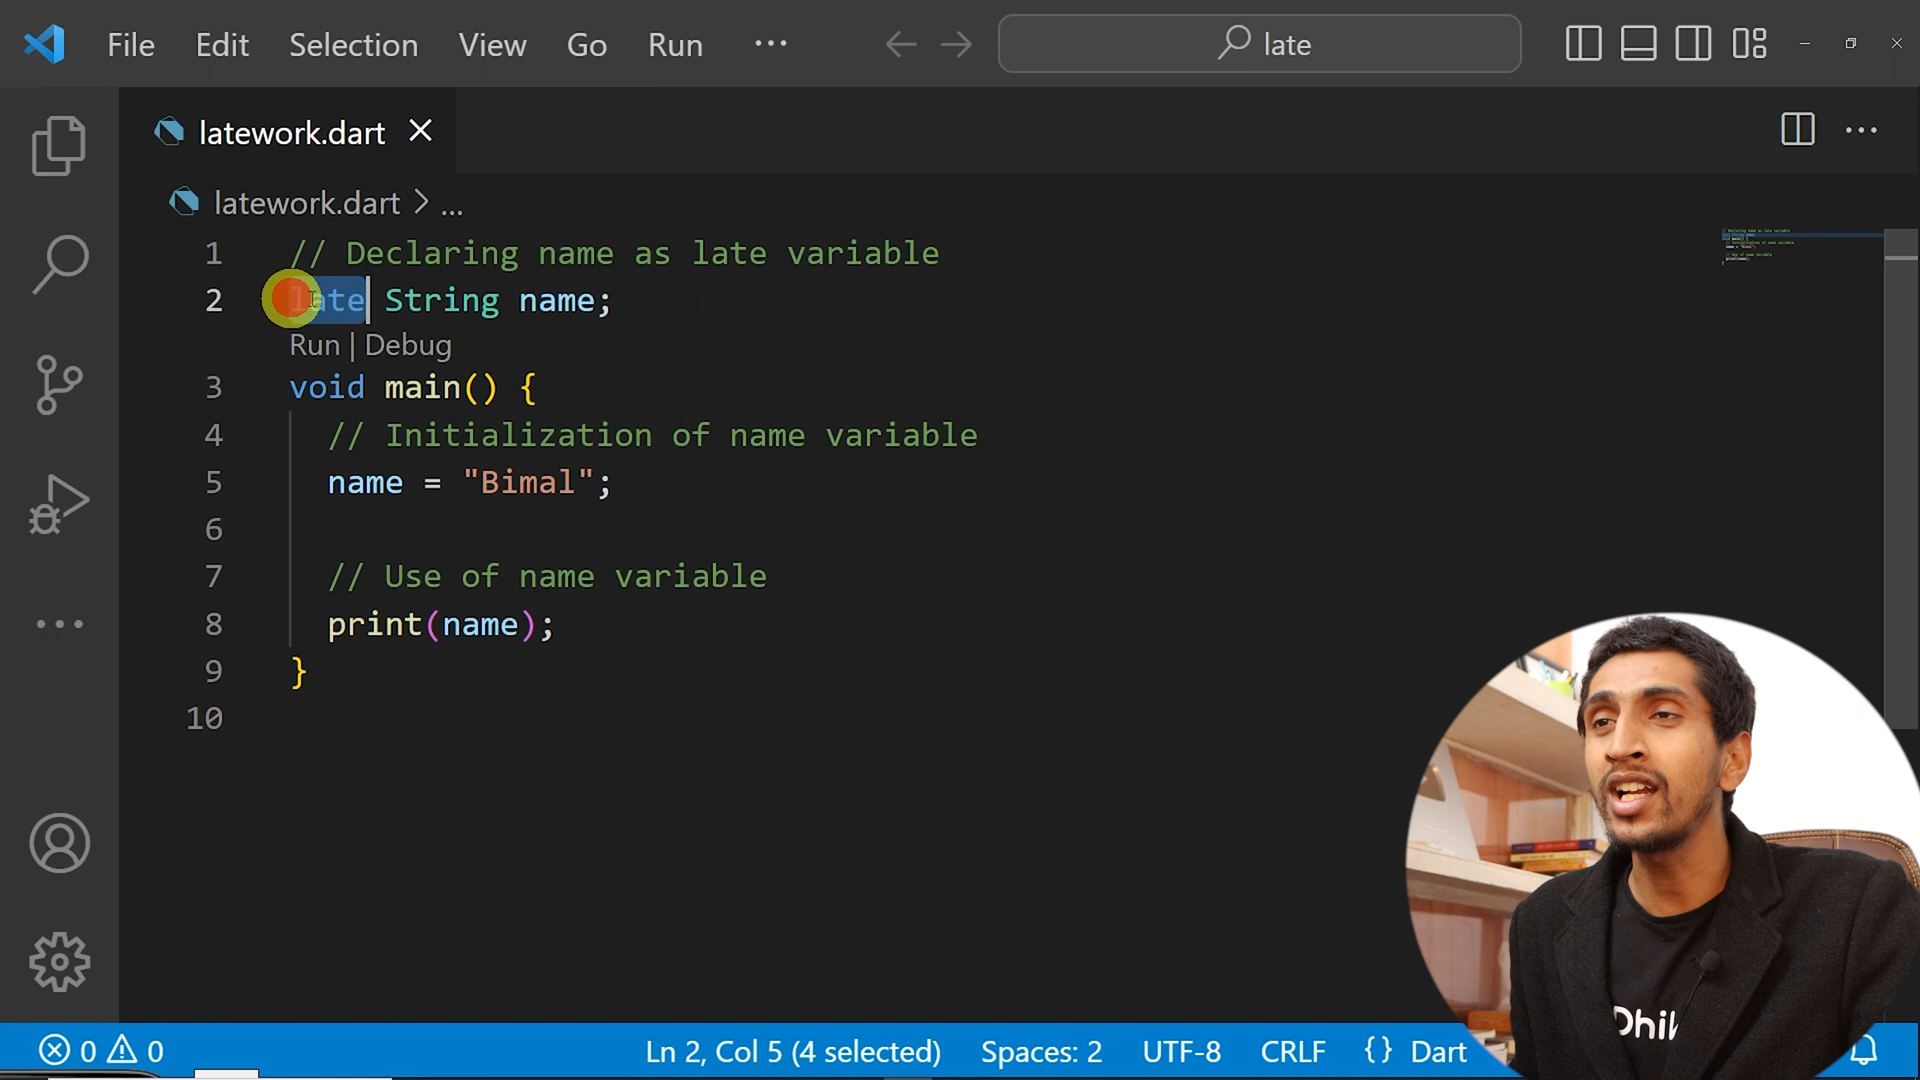 File Edit Selection View Go Run ... late
latework.dart
latework.dart > ...
1 // Declaring name as late variable
2 late String name;
Run | Debug
3 void main() {
4 // Initialization of name variable
5 name = "Bimal";
6
7 // Use of name variable
8 print(name);
9 }
10
Dhil
0 0 Ln 2, Col 5 (4 selected) Spaces: 2 UTF-8 CRLF {} Dart